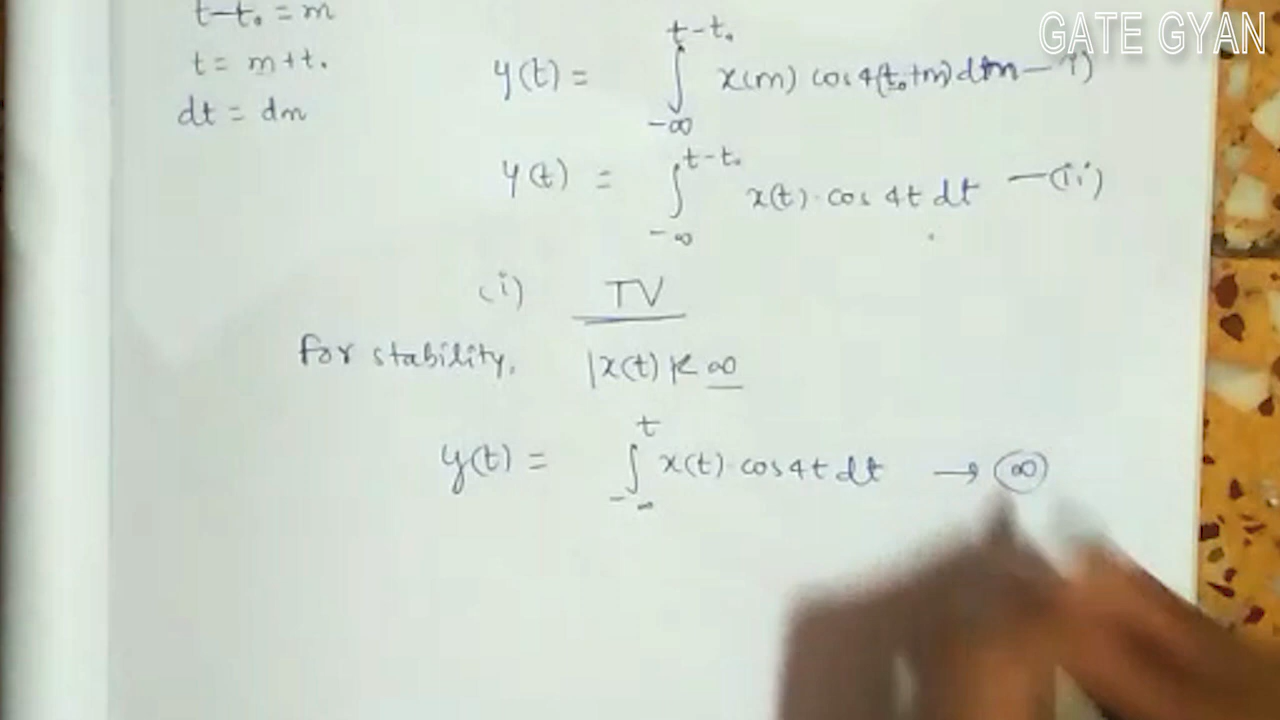 GATE GYAN
t-t₀ = m
t = m+t₀
dt = dm
y(t) = ∫_{-∞}^{t-t₀} x(m) cos 4(t₀+m) dm — i)
y(t) = ∫_{-∞}^{t-t₀} x(t)·cos 4t dt — (ii)
(i) TV
for stability, |x(t)|< ∞
y(t) = ∫_{-∞}^{t} x(t)·cos 4t dt → ∞